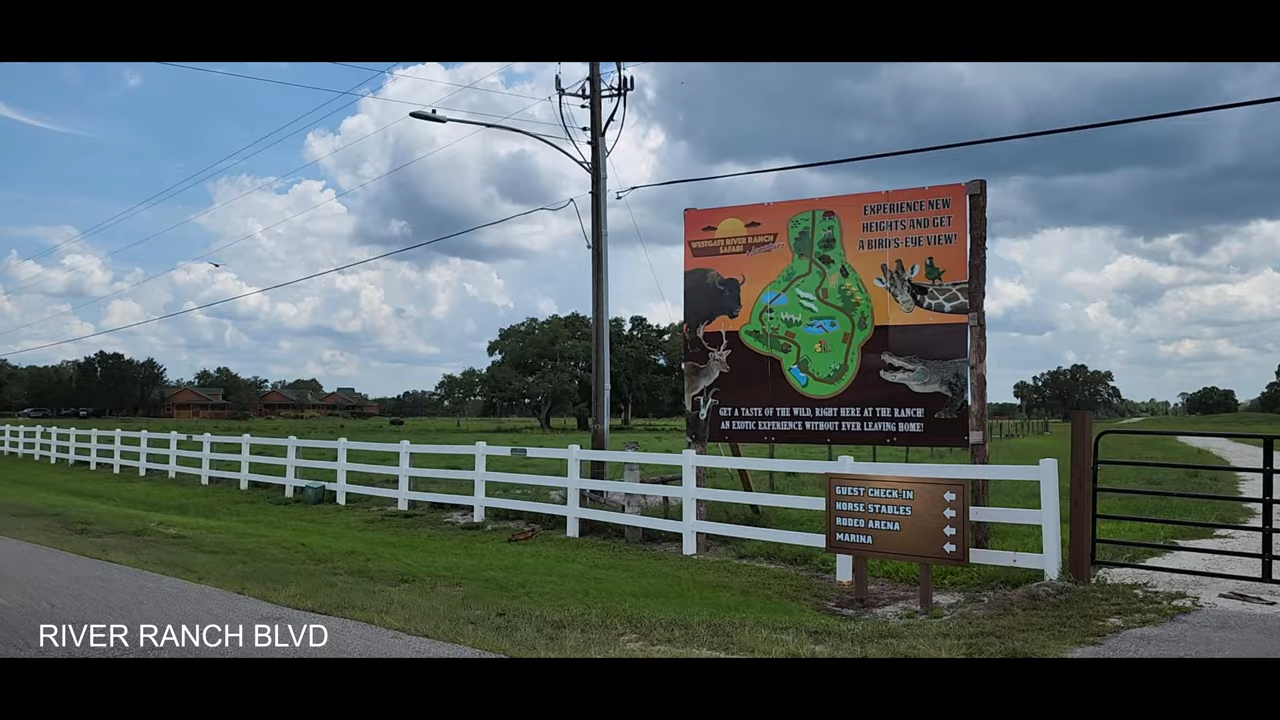 EXPERIENCE NEW
HEIGHTS AND GET
A BIRD'S-EYE VIEW!
WESTGATE RIVER RANCH
SAFARI
Adventure
GET A TASTE OF THE WILD, RIGHT HERE AT THE RANCH!
AN EXOTIC EXPERIENCE WITHOUT EVER LEAVING HOME!
GUEST CHECK-IN
HORSE STABLES
RODEO ARENA
MARINA
RIVER RANCH BLVD